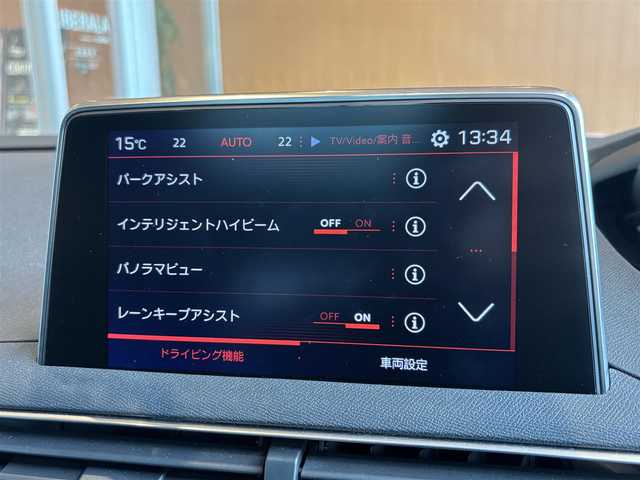 LIBERALA
15℃ 22 AUTO 22 TV/Video/案内 音... 13:34
パークアシスト
インテリジェントハイビーム OFF ON
パノラマビュー
レーンキープアシスト OFF ON
ドライビング機能 車両設定